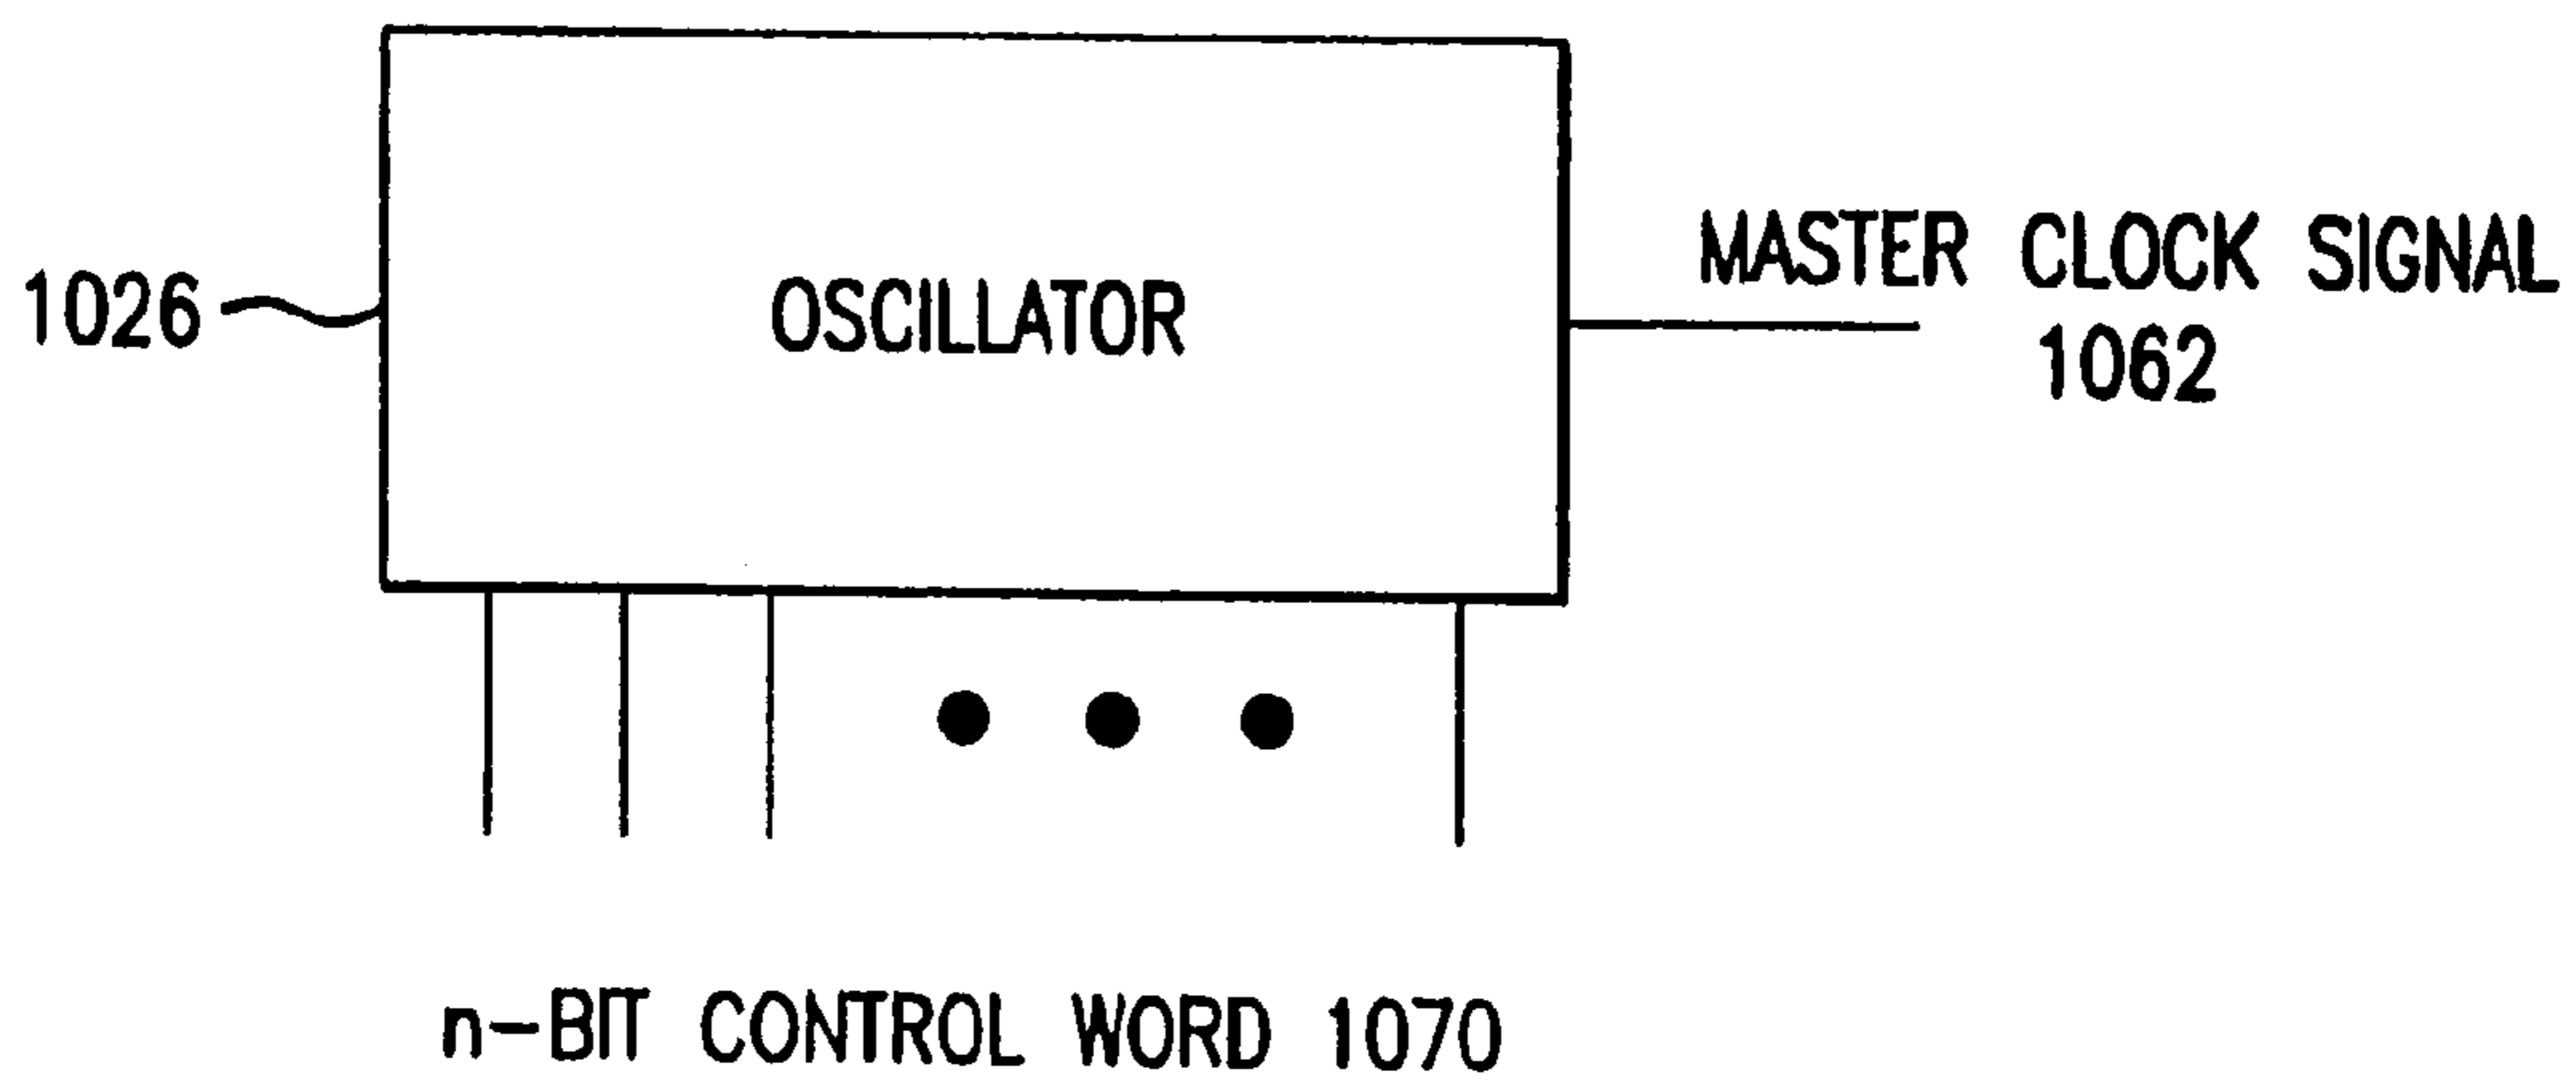 MASTER CLOCK SIGNAL
1026
OSCILLATOR
1062
n-BIT CONTROL WORD 1070